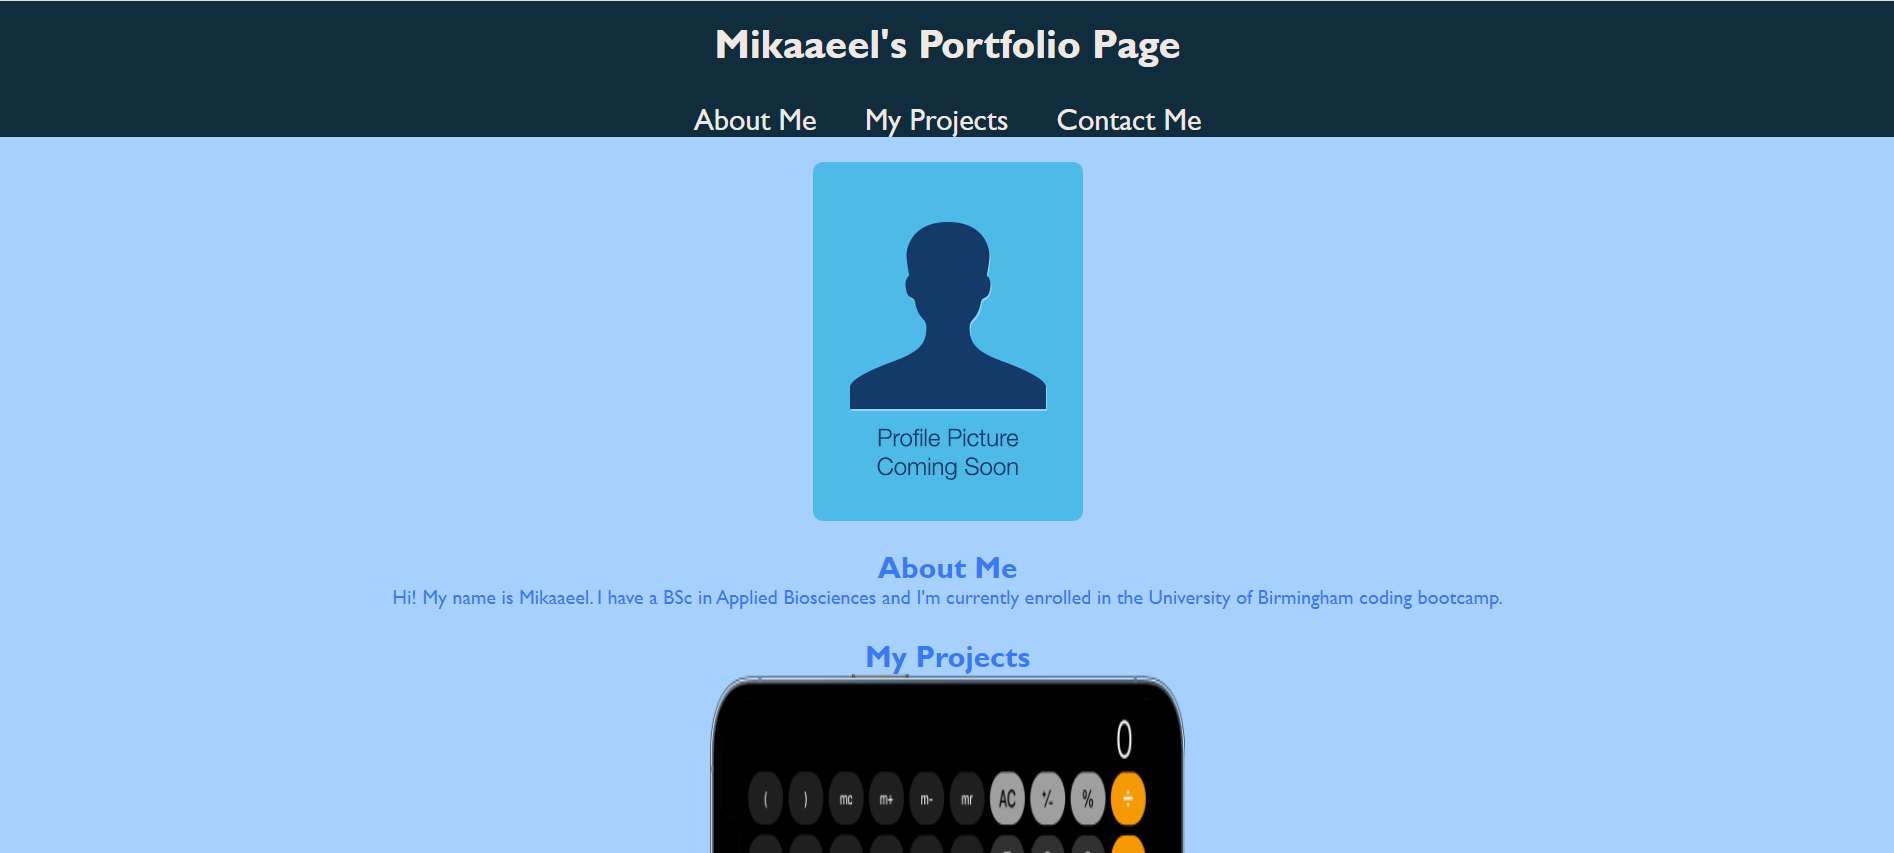 Mikaaeel's Portfolio Page
About Me My Projects Contact Me
Profile Picture
Coming Soon
About Me
Hi! My name is Mikaaeel. I have a BSc in Applied Biosciences and I'm currently enrolled in the University of Birmingham coding bootcamp.
My Projects
0
( ) mc m+ m- mr AC +/- % ÷